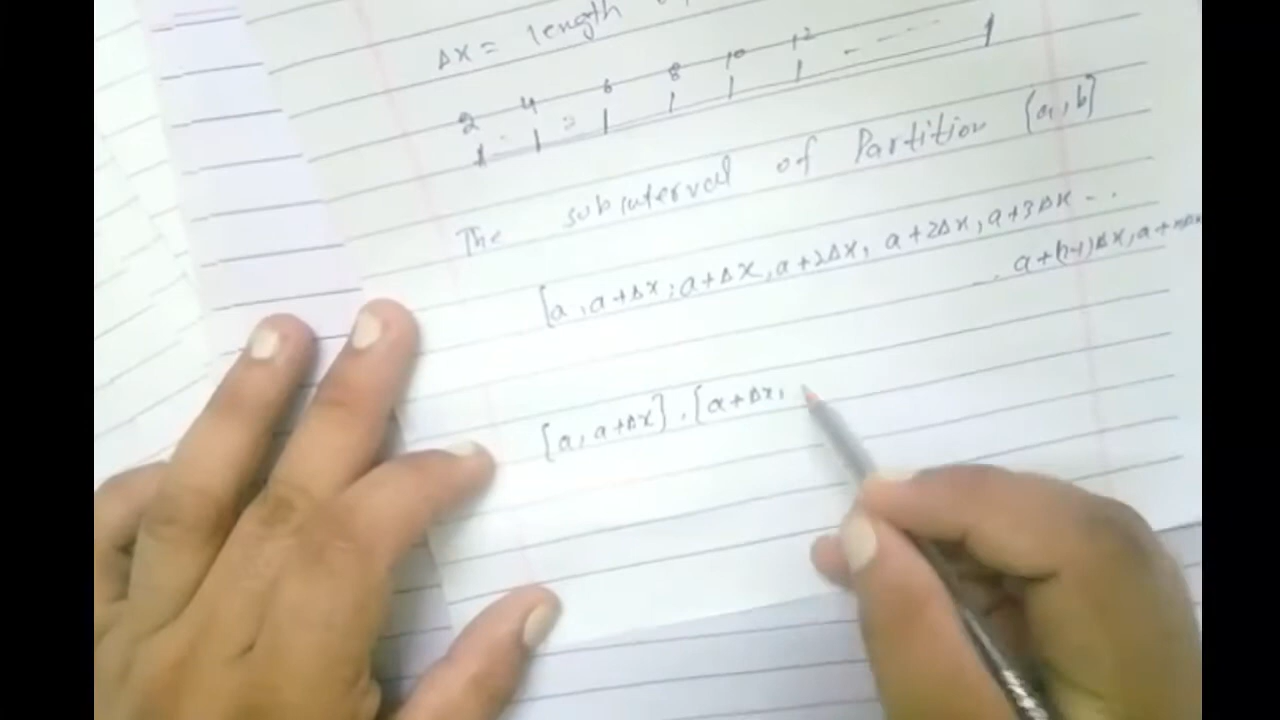 Δx = length
2 4 6 8 10 12
The subinterval of Partition [a,b]
[a, a+Δx; a+Δx, a+2Δx, a+2Δx, a+3Δx - . .
. a+(n-1)Δx, a+nΔx
[a, a+Δx], [a+Δx,